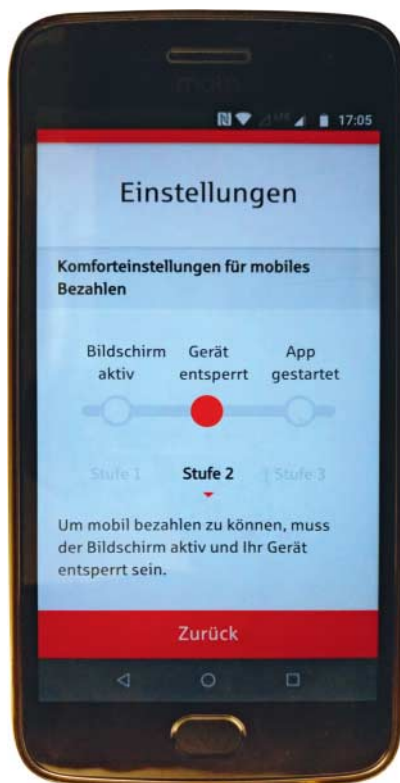 17:05
Einstellungen
Komforteinstellungen für mobiles
Bezahlen
Bildschirm Gerät App
aktiv entsperrt gestartet
Stufe 1 Stufe 2 Stufe 3
Um mobil bezahlen zu können, muss
der Bildschirm aktiv und Ihr Gerät
entsperrt sein.
Zurück